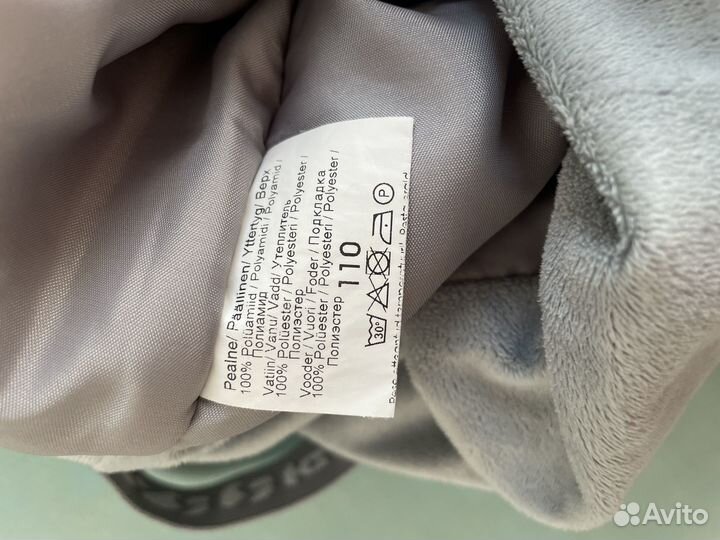 Pealne/ Päällinen/ Yttertyg/ Верх
100% Polüamiid / Polyamidi / Polyamid /
Полиамид
Vatiin/ Vanu/ Vadd/ Утеплитель
100% Polüester / Polyesteri / Polyester /
Полиэстер
Vooder / Vuori / Foder / Подкладка
100% Polüester / Polyesteri / Polyester /
Полиэстер
110
30°
P
Avito